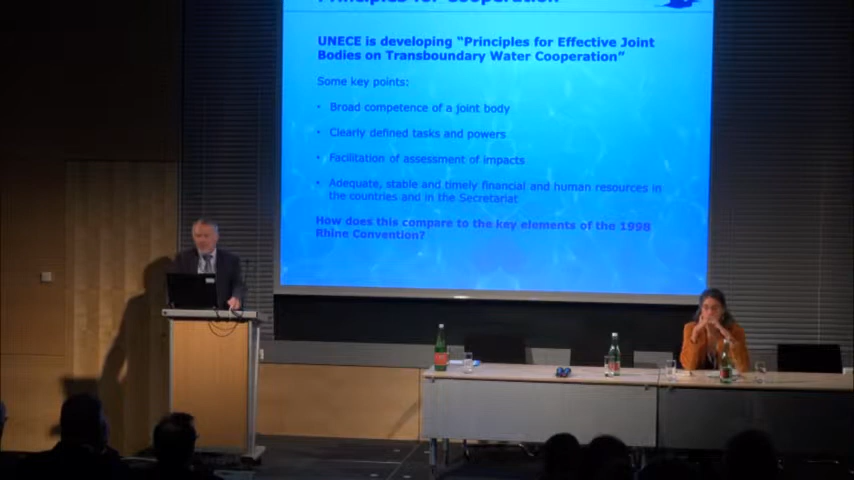 Principles for Cooperation
UNECE is developing “Principles for Effective Joint
Bodies on Transboundary Water Cooperation”
Some key points:
• Broad competence of a joint body
• Clearly defined tasks and powers
• Facilitation of assessment of impacts
• Adequate, stable and timely financial and human resources in
the countries and in the Secretariat
How does this compare to the key elements of the 1998
Rhine Convention?